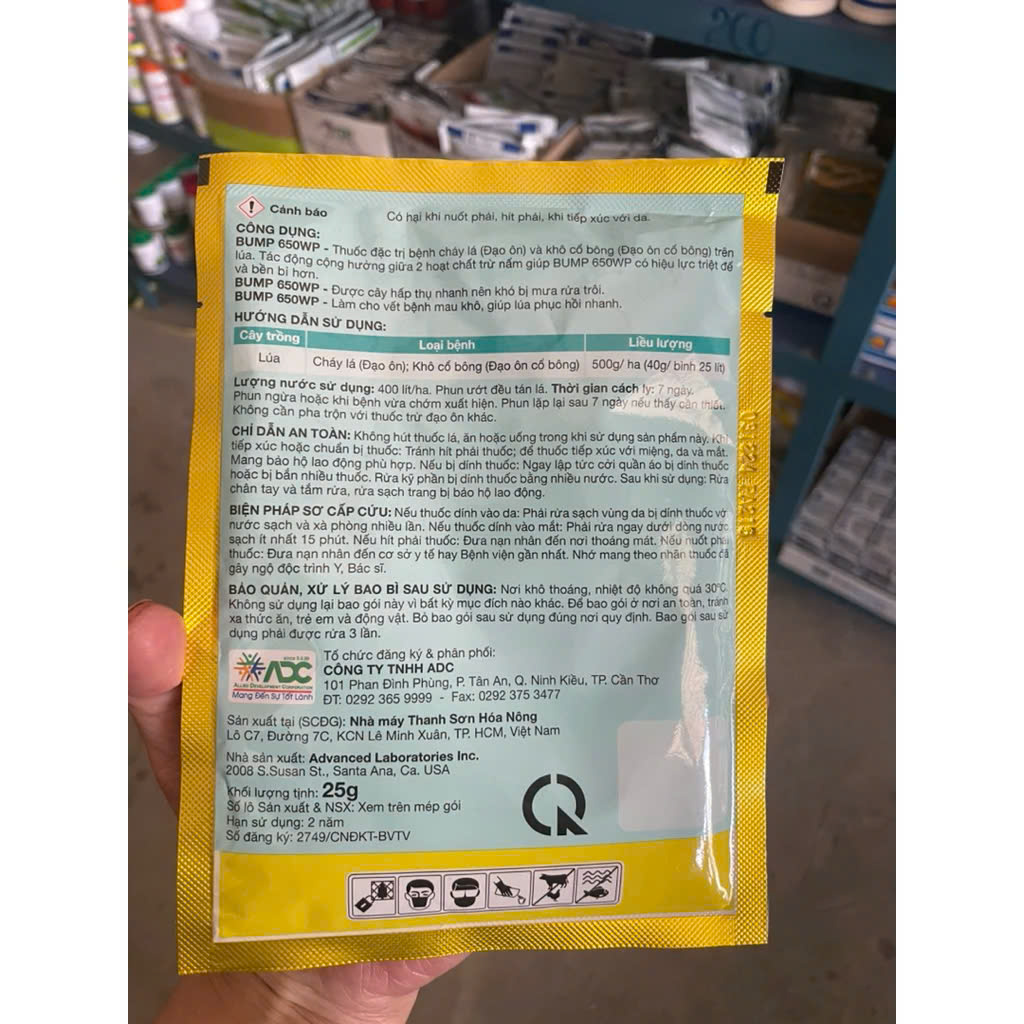 Cảnh báo
Có hại khi nuốt phải, hít phải, khi tiếp xúc với da.
CÔNG DỤNG:
BUMP 650WP - Thuốc đặc trị bệnh cháy lá (Đạo ôn) và khô cổ bông (Đạo ôn cổ bông) trên
lúa. Tác động cộng hưởng giữa 2 hoạt chất trừ nấm giúp BUMP 650WP có hiệu lực triệt để
và bền bỉ hơn.
BUMP 650WP - Được cây hấp thụ nhanh nên khó bị mưa rửa trôi.
BUMP 650WP - Làm cho vết bệnh mau khô, giúp lúa phục hồi nhanh.
HƯỚNG DẪN SỬ DỤNG:
Cây trồng Loại bệnh Liều lượng
Lúa Cháy lá (Đạo ôn); Khô cổ bông (Đạo ôn cổ bông) 500g/ ha (40g/ bình 25 lít)
Lượng nước sử dụng: 400 lít/ha. Phun ướt đều tán lá. Thời gian cách ly: 7 ngày.
Phun ngừa hoặc khi bệnh vừa chớm xuất hiện. Phun lặp lại sau 7 ngày nếu thấy cần thiết.
Không cần pha trộn với thuốc trừ đạo ôn khác.
CHỈ DẪN AN TOÀN: Không hút thuốc lá, ăn hoặc uống trong khi sử dụng sản phẩm này. Khi
tiếp xúc hoặc chuẩn bị thuốc: Tránh hít phải thuốc; để thuốc tiếp xúc với miệng, da và mắt.
Mang bảo hộ lao động phù hợp. Nếu bị dính thuốc: Ngay lập tức cởi quần áo bị dính thuốc
hoặc bị bắn nhiều thuốc. Rửa kỹ phần bị dính thuốc bằng nhiều nước. Sau khi sử dụng: Rửa
chân tay và tắm rửa, rửa sạch trang bị bảo hộ lao động.
BIỆN PHÁP SƠ CẤP CỨU: Nếu thuốc dính vào da: Phải rửa sạch vùng da bị dính thuốc với
nước sạch và xà phòng nhiều lần. Nếu thuốc dính vào mắt: Phải rửa ngay dưới dòng nước
sạch ít nhất 15 phút. Nếu hít phải thuốc: Đưa nạn nhân đến nơi thoáng mát. Nếu nuốt phải
thuốc: Đưa nạn nhân đến cơ sở y tế hay Bệnh viện gần nhất. Nhớ mang theo nhãn thuốc đã
gây ngộ độc trình Y, Bác sĩ.
BẢO QUẢN, XỬ LÝ BAO BÌ SAU SỬ DỤNG: Nơi khô thoáng, nhiệt độ không quá 30°C.
Không sử dụng lại bao gói này vì bất kỳ mục đích nào khác. Để bao gói ở nơi an toàn, tránh
xa thức ăn, trẻ em và động vật. Bỏ bao gói sau sử dụng đúng nơi quy định. Bao gói sau sử
dụng phải được rửa 3 lần.
ADC
ALLIED DEVELOPMENT CORPORATION
Mang Đến Sự Tốt Lành
Tổ chức đăng ký & phân phối:
CÔNG TY TNHH ADC
101 Phan Đình Phùng, P. Tân An, Q. Ninh Kiều, TP. Cần Thơ
ĐT: 0292 365 9999 - Fax: 0292 375 3477
Sản xuất tại (SCĐG): Nhà máy Thanh Sơn Hóa Nông
Lô C7, Đường 7C, KCN Lê Minh Xuân, TP. HCM, Việt Nam
Nhà sản xuất: Advanced Laboratories Inc.
2008 S.Susan St., Santa Ana, Ca. USA
Khối lượng tịnh: 25g
Số lô Sản xuất & NSX: Xem trên mép gói
Hạn sử dụng: 2 năm
Số đăng ký: 2749/CNĐKT-BVTV